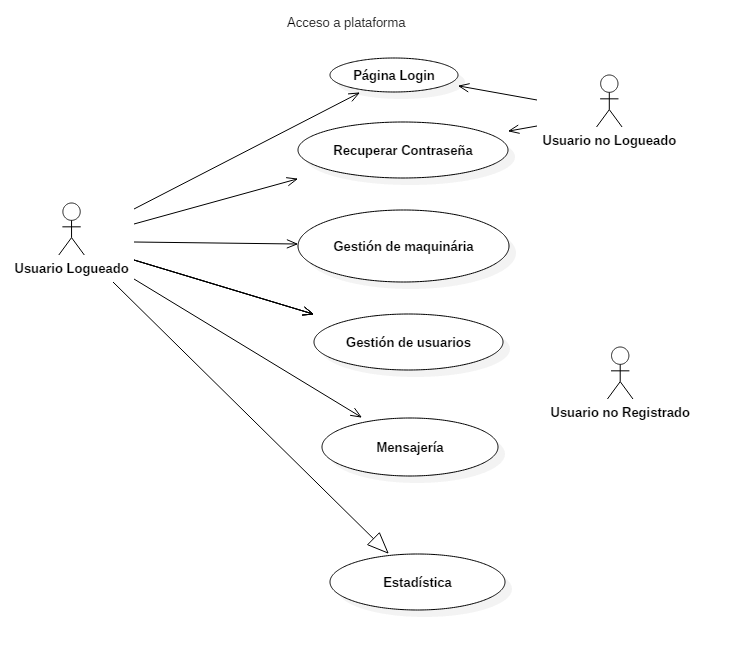 Acceso a plataforma
Página Login
Usuario no Logueado
Recuperar Contraseña
Gestión de maquinária
Usuario Logueado
Gestión de usuarios
Usuario no Registrado
Mensajería
Estadística